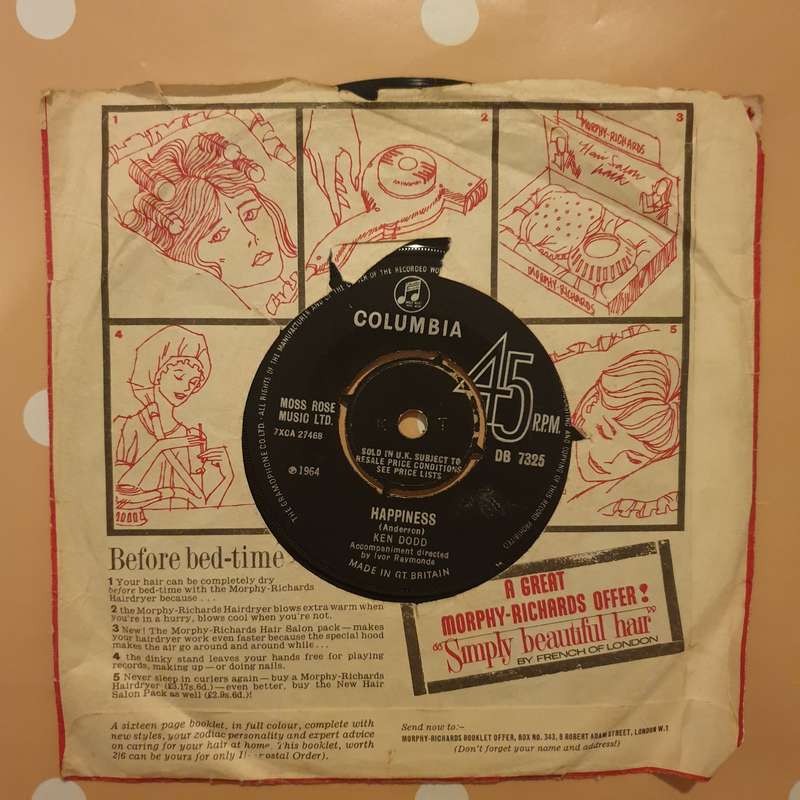 1
2
3
MORPHY-RICHARDS
Hair Salon
pack
MORPHY-RICHARDS
4
5
THE GRAMOPHONE CO. LTD. · ALL RIGHTS OF THE MANUFACTURER AND OF THE OWNER OF THE RECORDED WO
COPYING OF THIS RECORD PROHIBITED
COLUMBIA
45
R.P.M.
MOSS ROSE
MUSIC LTD.
7XCA 27468
DB 7325
℗1964
K T
SOLD IN U.K. SUBJECT TO
RESALE PRICE CONDITIONS
SEE PRICE LISTS
HAPPINESS
(Anderson)
KEN DODD
Accompaniment directed
by Ivor Raymonde
MADE IN GT. BRITAIN
Before bed-time
1 Your hair can be completely dry
before bed-time with the Morphy-Richards
Hairdryer because . . .
2 the Morphy-Richards Hairdryer blows extra warm when
you're in a hurry, blows cool when you're not.
3 New! The Morphy-Richards Hair Salon pack—makes
your hairdryer work even faster because the special hood
makes the air go around and around while . . .
4 the dinky stand leaves your hands free for playing
records, making up—or doing nails.
5 Never sleep in curlers again—buy a Morphy-Richards
Hairdryer (£3.17s.6d.)—even better, buy the New Hair
Salon Pack as well (£2.9s.6d.)!
A GREAT
MORPHY-RICHARDS OFFER!
"Simply beautiful hair"
BY FRENCH OF LONDON
A sixteen page booklet, in full colour, complete with
new styles, your zodiac personality and expert advice
on caring for your hair at home. This booklet, worth
2/6 can be yours for only 1/- postal Order).
Send now to:-
MORPHY-RICHARDS BOOKLET OFFER, BOX NO. 343, 9 ROBERT ADAM STREET, LONDON W.1
(Don't forget your name and address!)